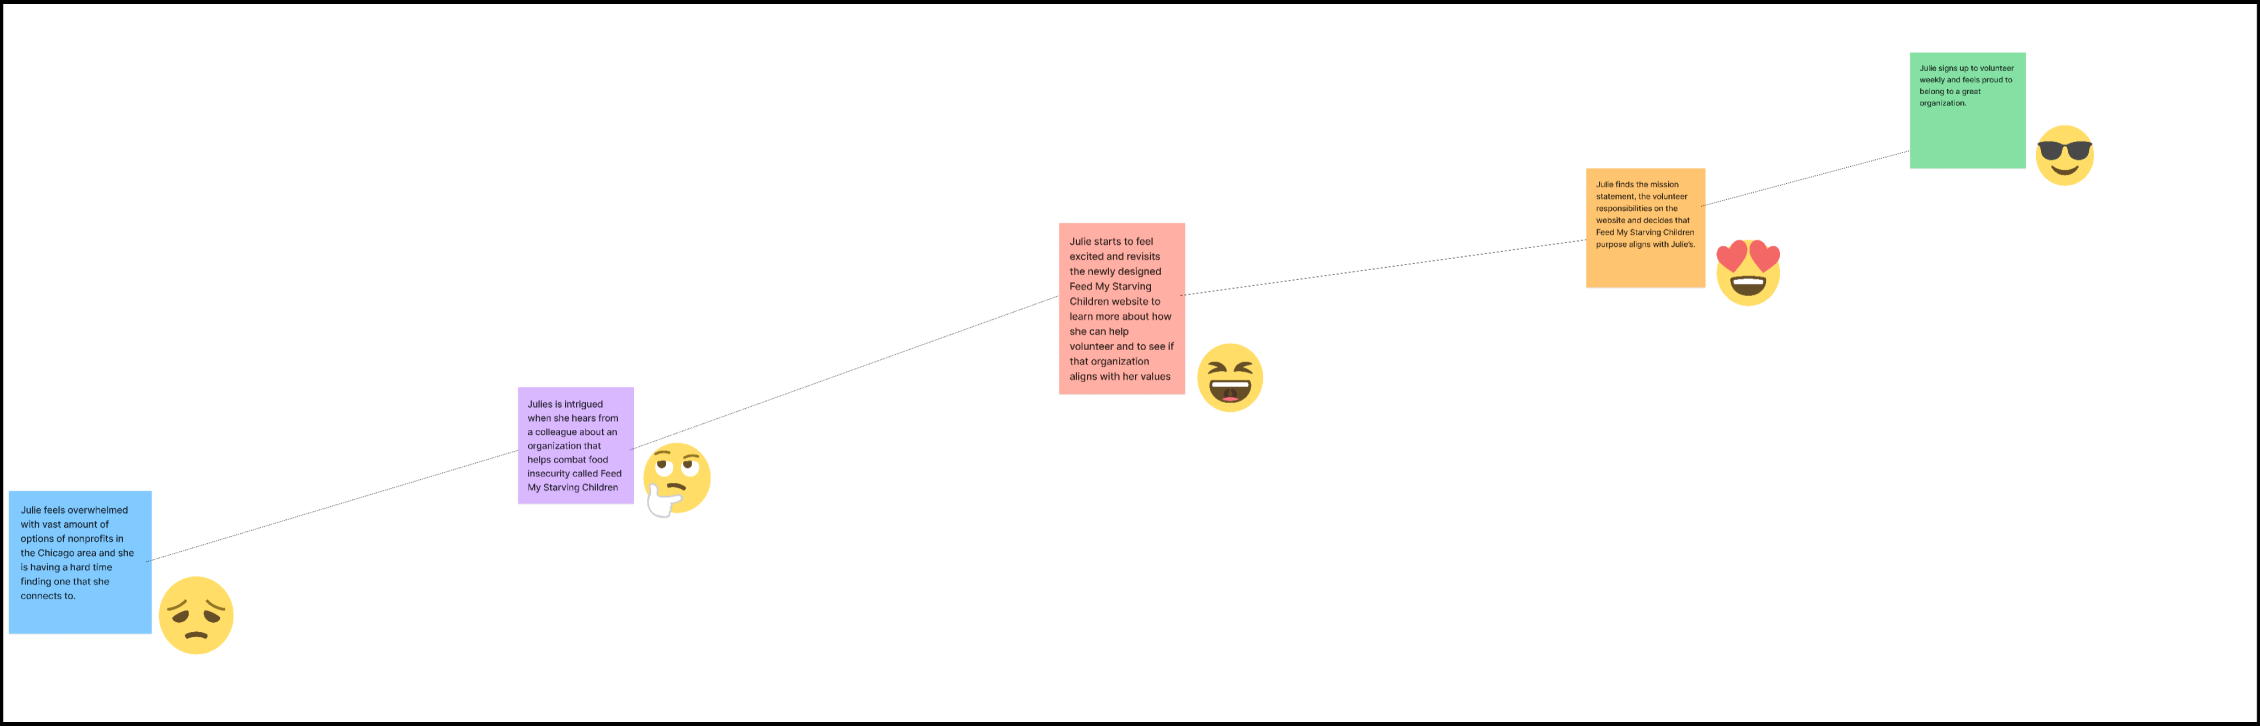 Julie feels overwhelmed
with vast amount of
options of nonprofits in
the Chicago area and she
is having a hard time
finding one that she
connects to.
Julies is intrigued
when she hears from
a colleague about an
organization that
helps combat food
insecurity called Feed
My Starving Children
Julie starts to feel
excited and revisits
the newly designed
Feed My Starving
Children website to
learn more about how
she can help
volunteer and to see if
that organization
aligns with her values
Julie finds the mission
statement, the volunteer
responsibilities on the
website and decides that
Feed My Starving Children
purpose aligns with Julie's.
Julie signs up to volunteer
weekly and feels proud to
belong to a great
organization.